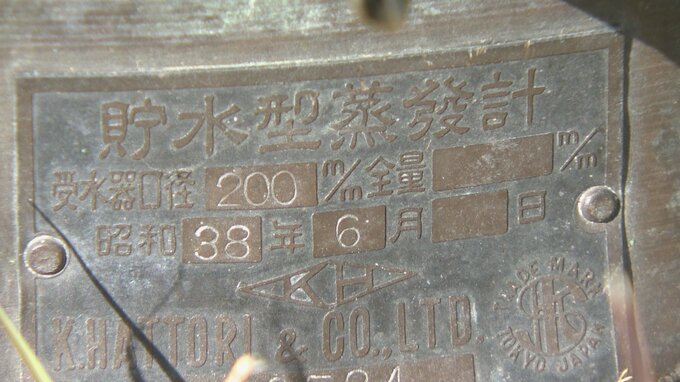 貯水型蒸發計
受水器口径 200 m/m 全量 m/m
昭和 38 年 6 月 日
KH
K.HATTORI & CO., LTD.
TRADE MARK
TOKYO JAPAN